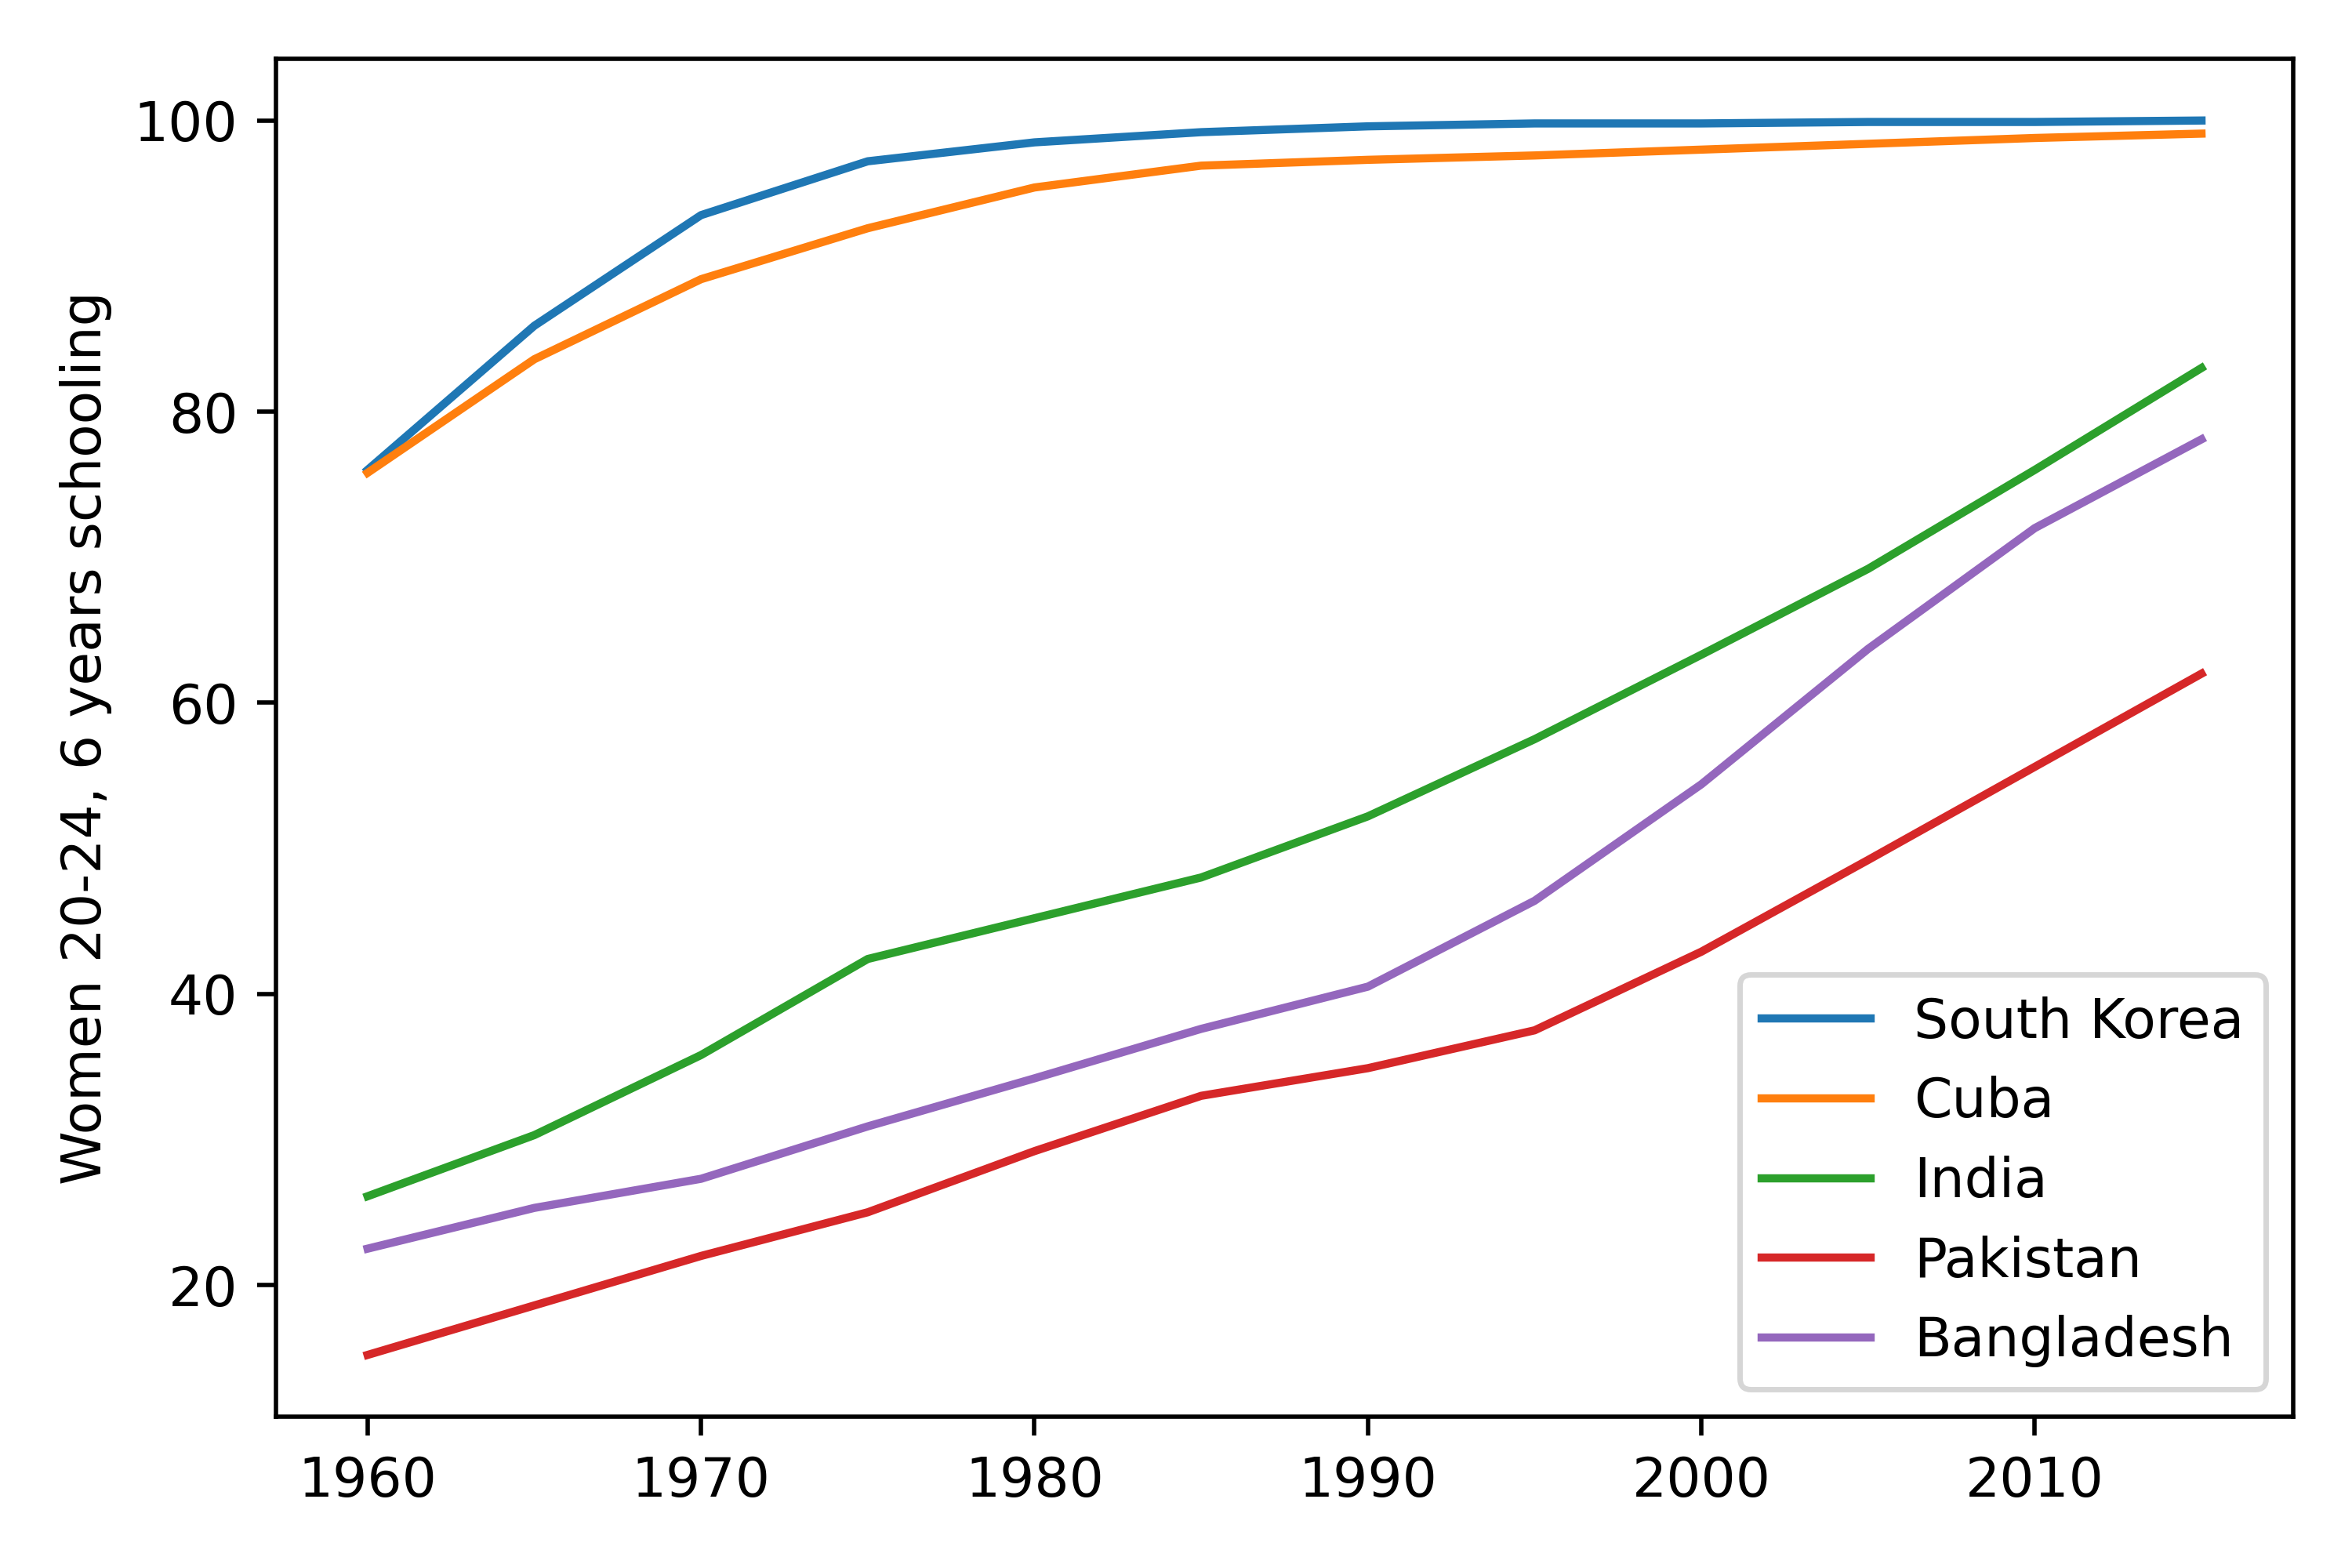 Women 20-24, 6 years schooling
100
80
60
40
20
1960 1970 1980 1990 2000 2010
South Korea
Cuba
India
Pakistan
Bangladesh